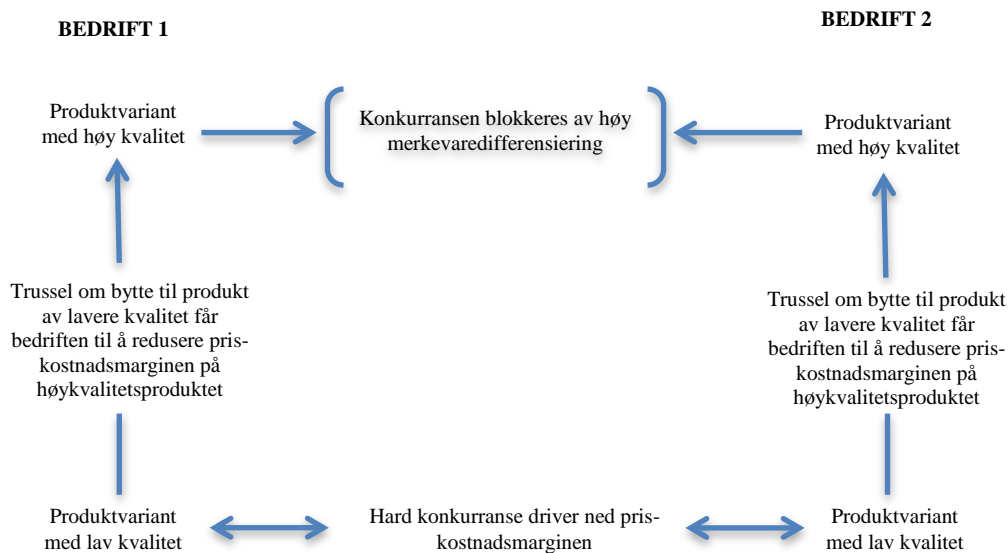 BEDRIFT 1
BEDRIFT 2
Produktvariant
med høy kvalitet
Konkurransen blokkeres av høy
merkevaredifferensiering
Produktvariant
med høy kvalitet
Trussel om bytte til produkt
av lavere kvalitet får
bedriften til å redusere pris-
kostnadsmarginen på
høykvalitetsproduktet
Trussel om bytte til produkt
av lavere kvalitet får
bedriften til å redusere pris-
kostnadsmarginen på
høykvalitetsproduktet
Produktvariant
med lav kvalitet
Hard konkurranse driver ned pris-
kostnadsmarginen
Produktvariant
med lav kvalitet